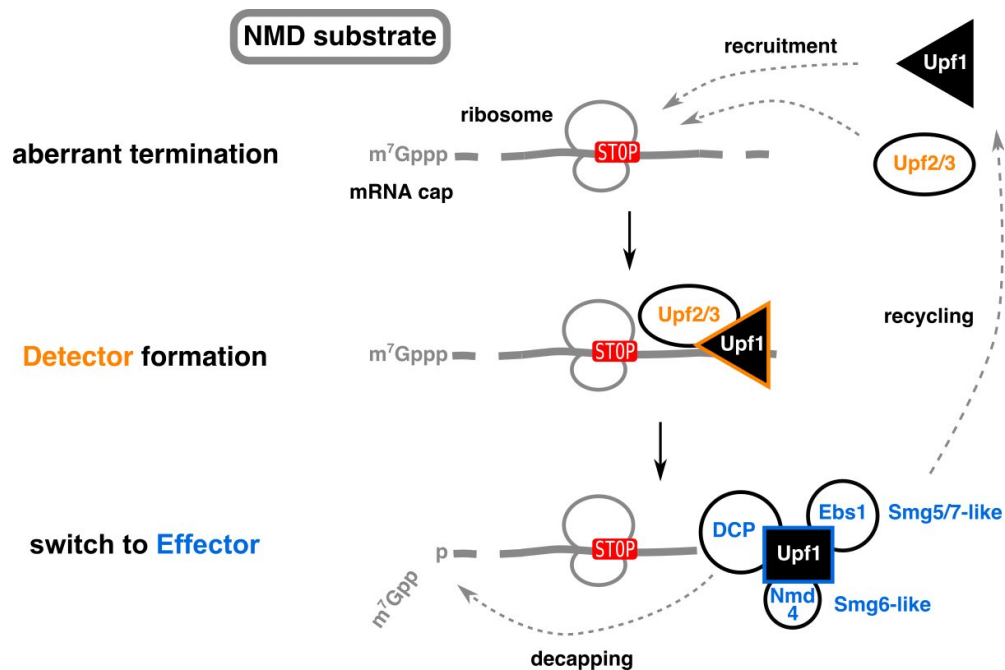 NMD substrate
recruitment
Upf1
ribosome
aberrant termination
m⁷Gppp
STOP
Upf2/3
mRNA cap
Upf2/3
recycling
Detector formation
m⁷Gppp
STOP
Upf1
DCP
Ebs1
Smg5/7-like
switch to Effector
p
STOP
Upf1
m⁷Gpp
Nmd
4
Smg6-like
decapping